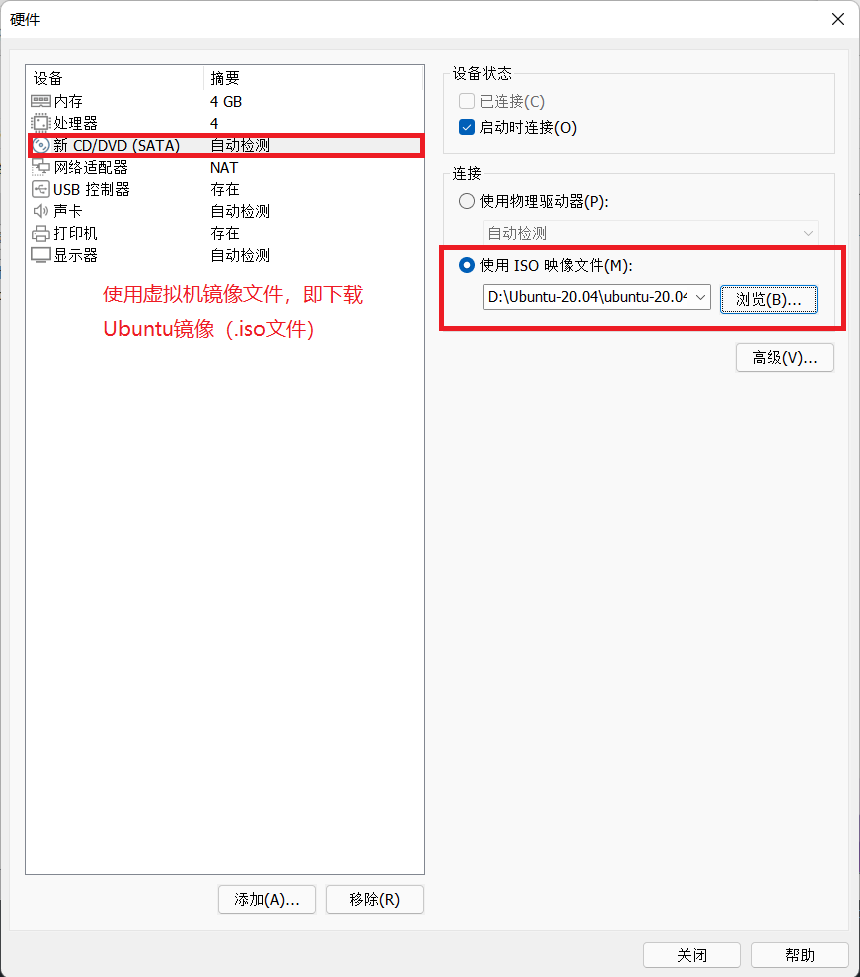 硬件
设备 摘要
内存 4 GB
处理器 4
新 CD/DVD (SATA) 自动检测
网络适配器 NAT
USB 控制器 存在
声卡 自动检测
打印机 存在
显示器 自动检测
使用虚拟机镜像文件，即下载
Ubuntu镜像（.iso文件）
添加(A)...
移除(R)
设备状态
已连接(C)
启动时连接(O)
连接
使用物理驱动器(P):
自动检测
使用 ISO 映像文件(M):
D:\Ubuntu-20.04\ubuntu-20.04
浏览(B)...
高级(V)...
关闭
帮助